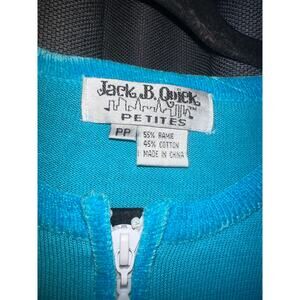 Jack B. Quick
PETITES
PP
55% RAMIE
45% COTTON
MADE IN CHINA